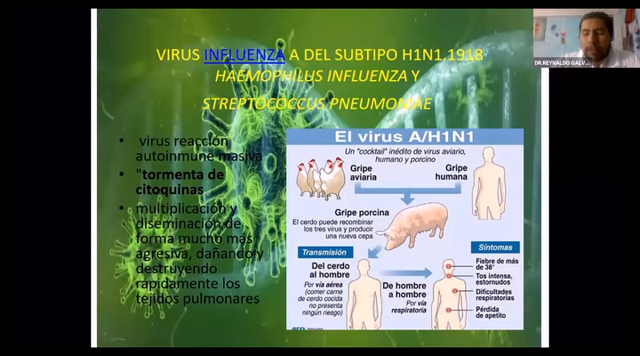 VIRUS INFLUENZA A DEL SUBTIPO H1N1.1918
HAEMOPHILUS INFLUENZA Y
STREPTOCOCCUS PNEUMONIAE
DR.REYNALDO GALV
• virus reacción
autoinmune masiva
• "tormenta de
citoquinas
• multiplicación y
diseminación de
forma mucho más
agresiva, dañando y
destruyendo
rápidamente los
tejidos pulmonares
El virus A/H1N1
Un "cocktail" inédito de virus aviario,
humano y porcino
Gripe
aviaria
Gripe
humana
Gripe porcina
El cerdo puede recombinar
los tres virus y producir
una nueva cepa
Transmisión
Del cerdo
al hombre
Por vía aérea
(comer carne
de cerdo cocida
no presenta
ningún riesgo)
De hombre
a hombre
Por vía
respiratoria
Síntomas
Fiebre de más
de 38°
Tos intensa,
estornudos
Dificultades
respiratorias
Pérdida
de apetito
AFP